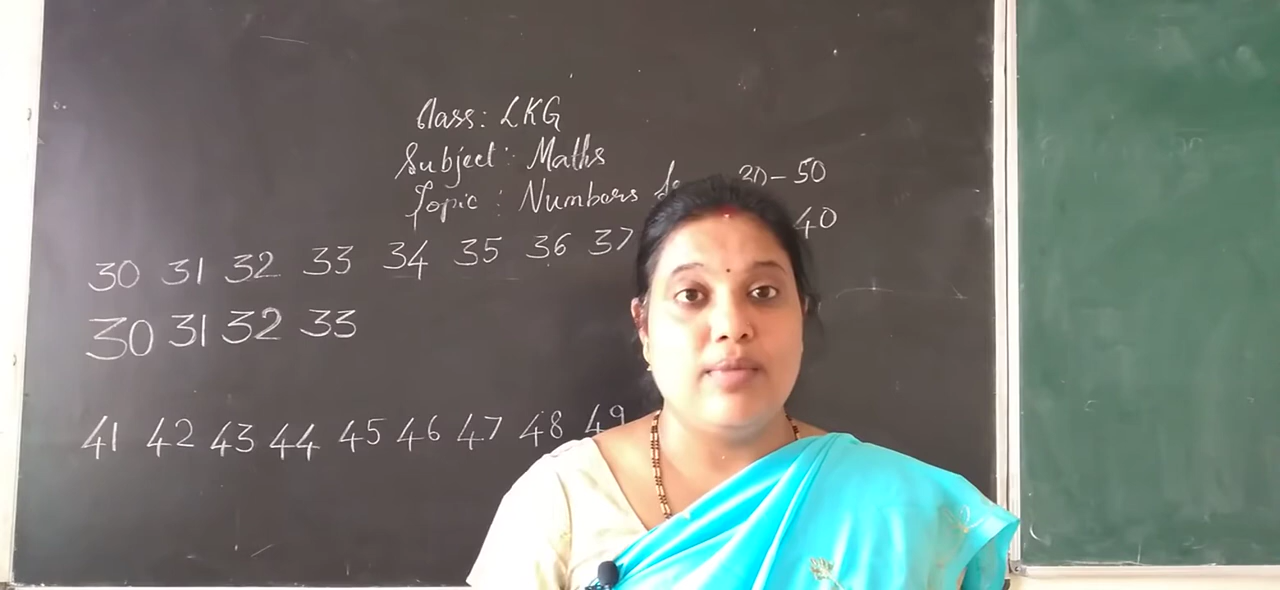 Class: LKG
Subject: Maths
Topic: Numbers 30-50
30 31 32 33 34 35 36 37 40
30 31 32 33
41 42 43 44 45 46 47 48 49